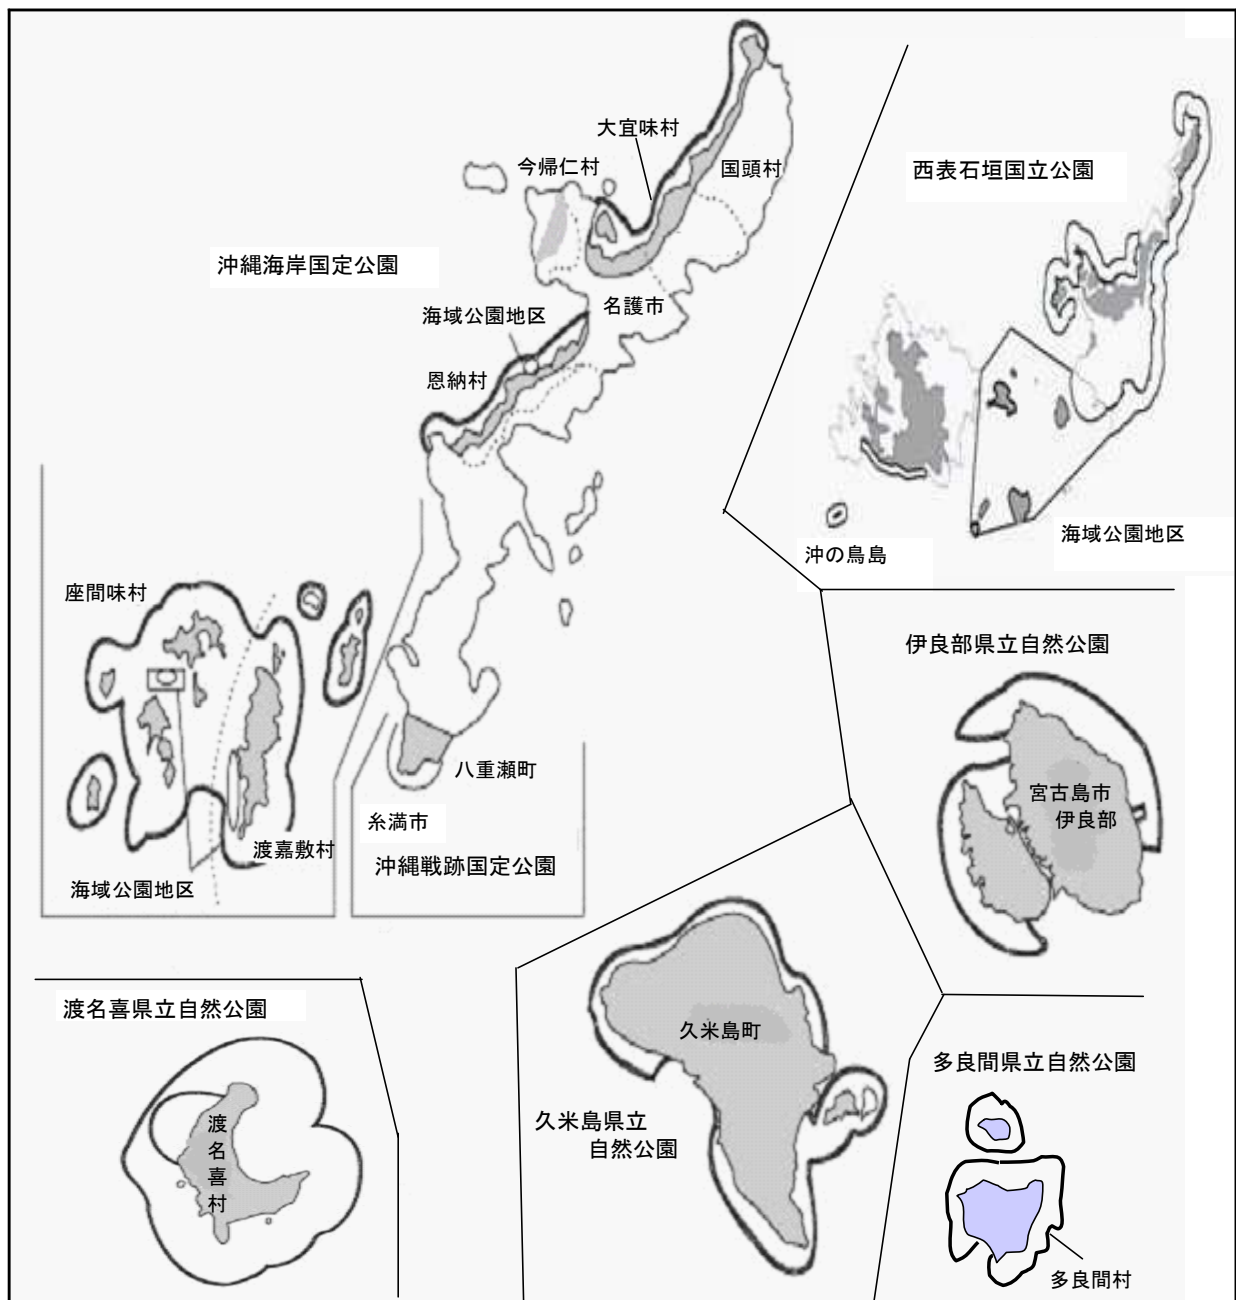 大宜味村
今帰仁村
国頭村
西表石垣国立公園
沖縄海岸国定公園
名護市
海域公園地区
恩納村
沖の鳥島
海域公園地区
座間味村
伊良部県立自然公園
八重瀬町
宮古島市
伊良部
糸満市
渡嘉敷村
沖縄戦跡国定公園
海域公園地区
渡名喜県立自然公園
久米島町
多良間県立自然公園
渡名喜村
久米島県立
自然公園
多良間村